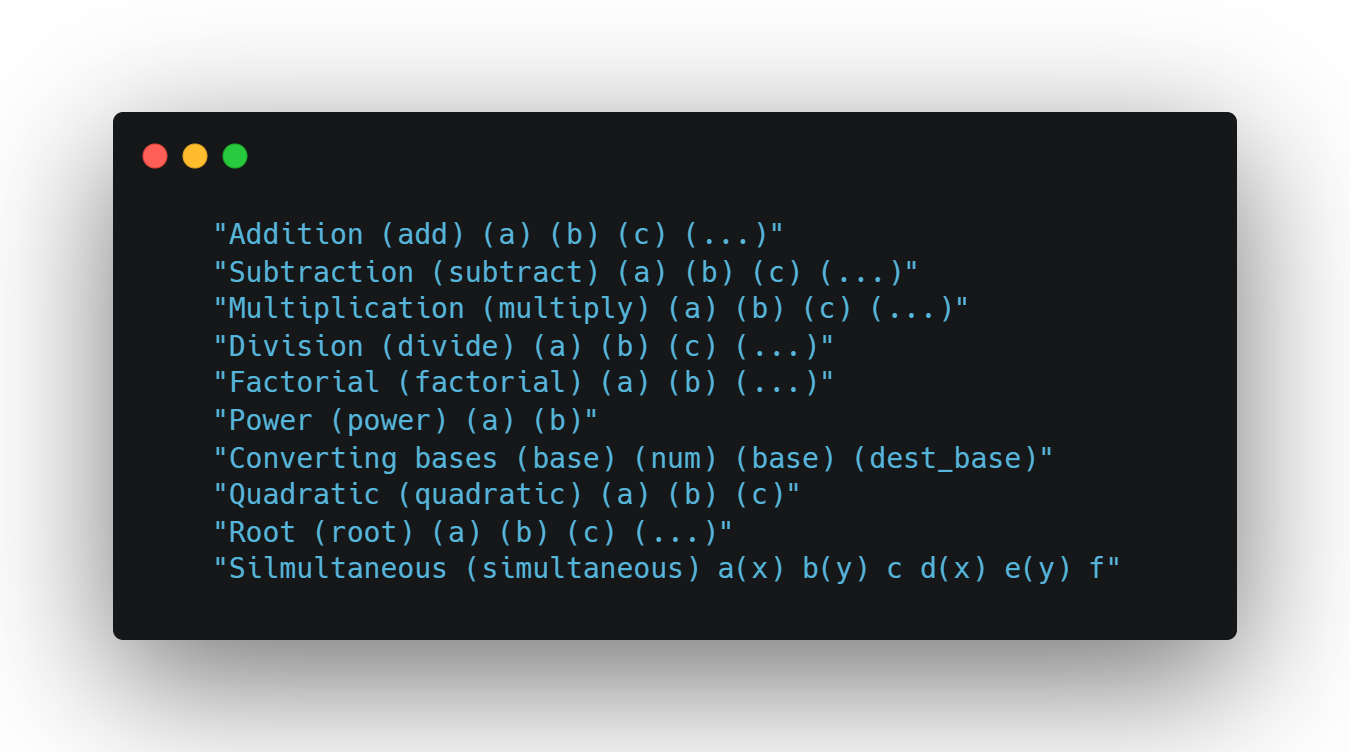 "Addition (add) (a) (b) (c) (...)"
"Subtraction (subtract) (a) (b) (c) (...)"
"Multiplication (multiply) (a) (b) (c) (...)"
"Division (divide) (a) (b) (c) (...)"
"Factorial (factorial) (a) (b) (...)"
"Power (power) (a) (b)"
"Converting bases (base) (num) (base) (dest_base)"
"Quadratic (quadratic) (a) (b) (c)"
"Root (root) (a) (b) (c) (...)"
"Silmultaneous (simultaneous) a(x) b(y) c d(x) e(y) f"